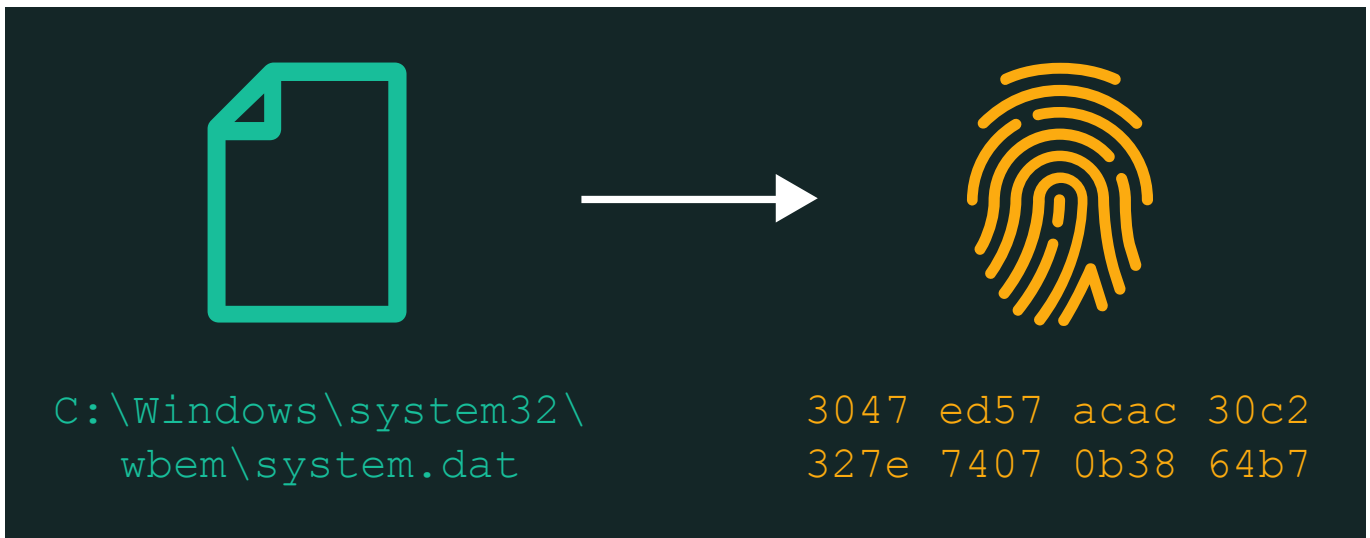 C:\Windows\system32\
wbem\system.dat
3047 ed57 acac 30c2
327e 7407 0b38 64b7